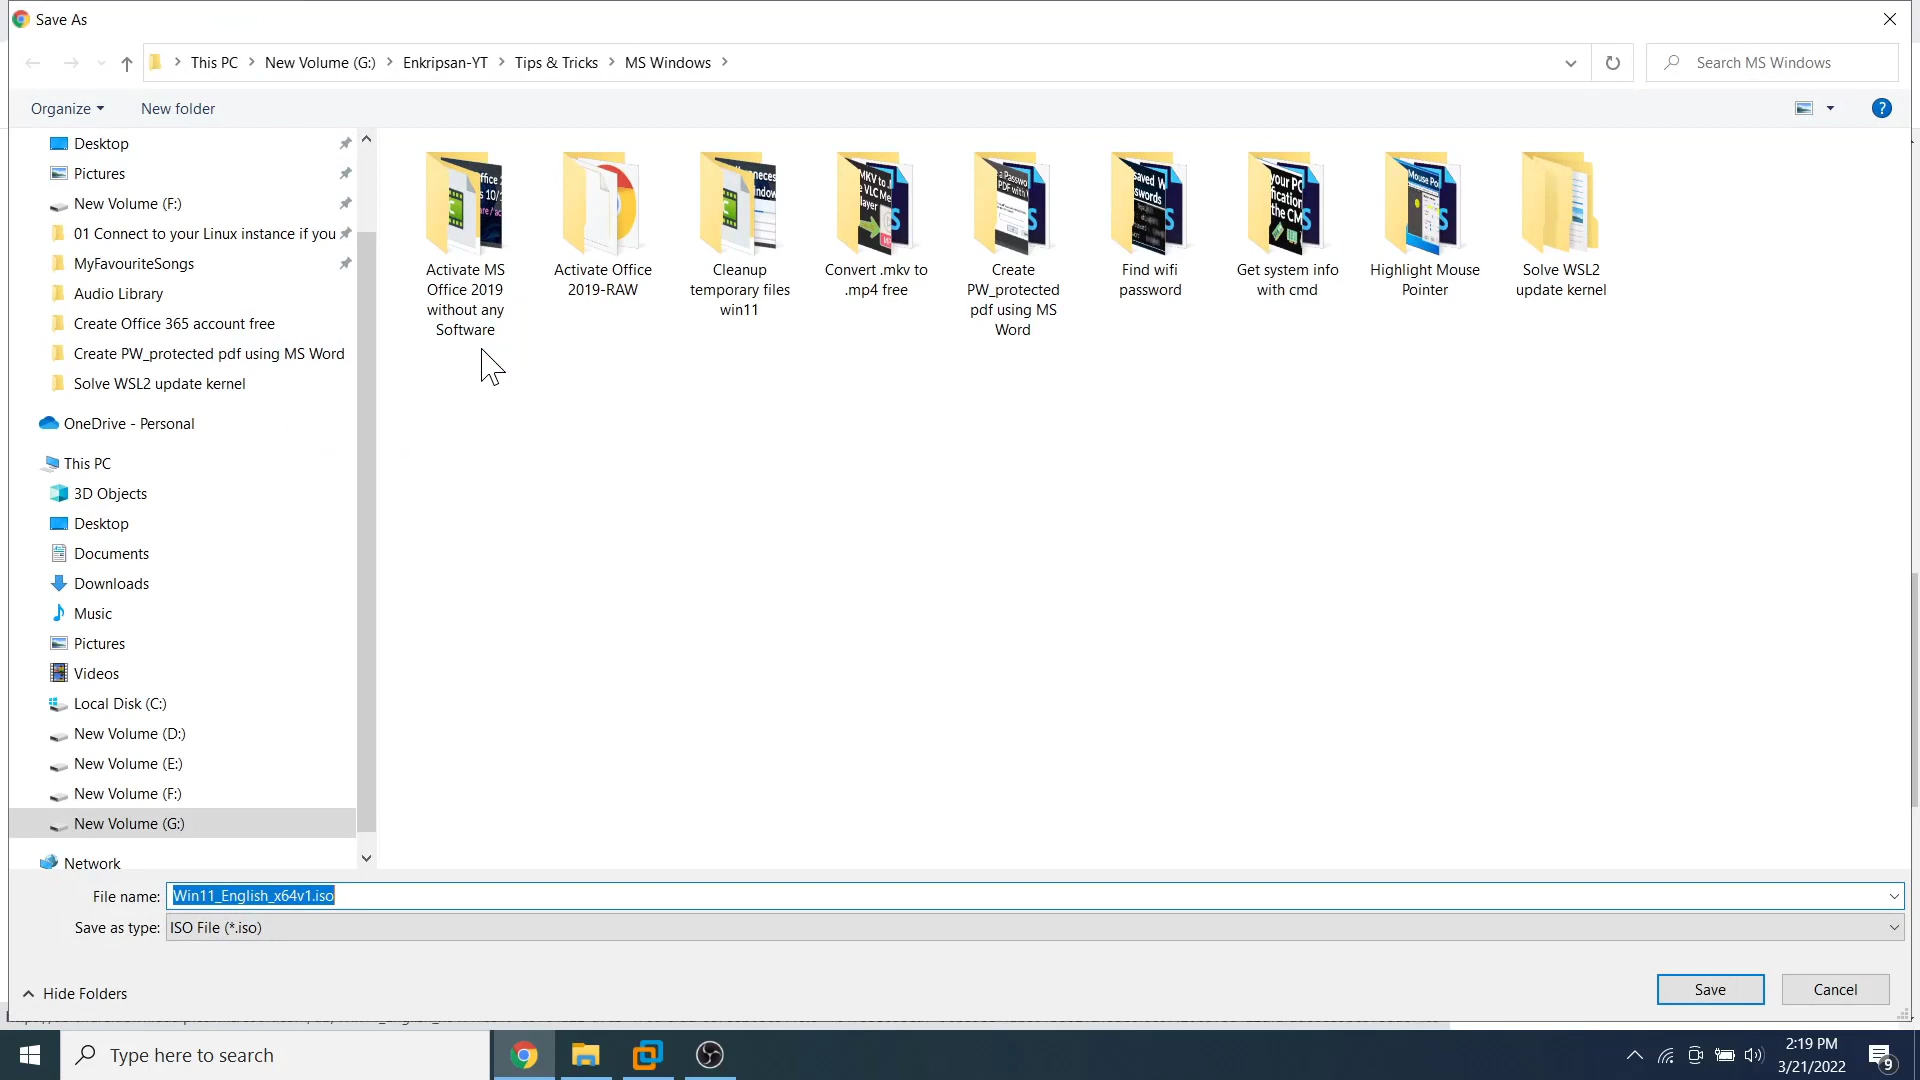 Save As
This PC > New Volume (G:) > Enkripsan-YT > Tips & Tricks > MS Windows >
Search MS Windows
Organize
New folder
Desktop
Pictures
New Volume (F:)
01 Connect to your Linux instance if you
MyFavouriteSongs
Audio Library
Create Office 365 account free
Create PW_protected pdf using MS Word
Solve WSL2 update kernel
OneDrive - Personal
This PC
3D Objects
Desktop
Documents
Downloads
Music
Pictures
Videos
Local Disk (C:)
New Volume (D:)
New Volume (E:)
New Volume (F:)
New Volume (G:)
Network
Activate MS
Office 2019
without any
Software
Activate Office
2019-RAW
Cleanup
temporary files
win11
Convert .mkv to
.mp4 free
Create
PW_protected
pdf using MS
Word
Find wifi
password
Get system info
with cmd
Highlight Mouse
Pointer
Solve WSL2
update kernel
File name: Win11_English_x64v1.iso
Save as type: ISO File (*.iso)
Hide Folders
Save
Cancel
Type here to search
2:19 PM
3/21/2022
9